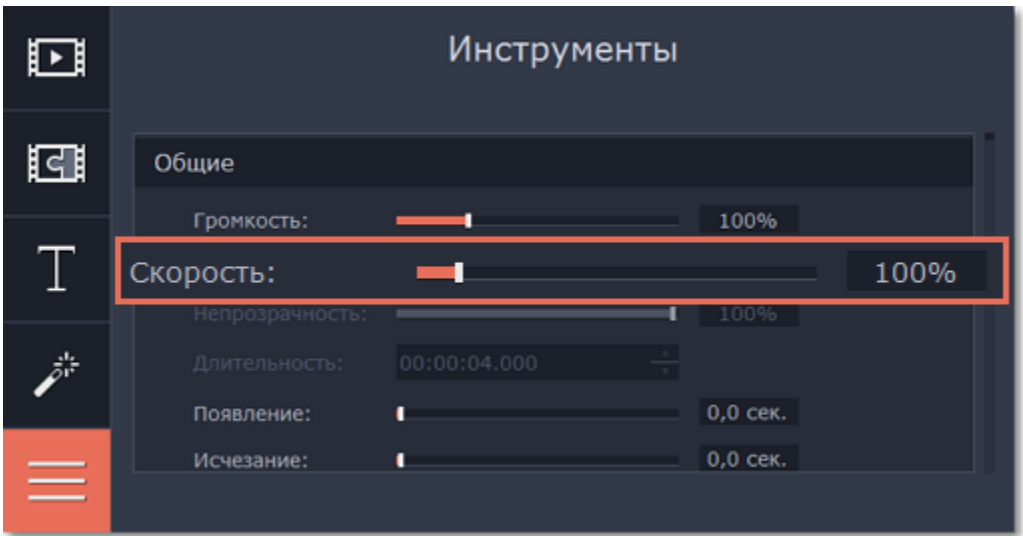 Инструменты
Общие
Громкость: 100%
Скорость: 100%
Непрозрачность: 100%
Длительность: 00:00:04.000
Появление: 0,0 сек.
Исчезание: 0,0 сек.